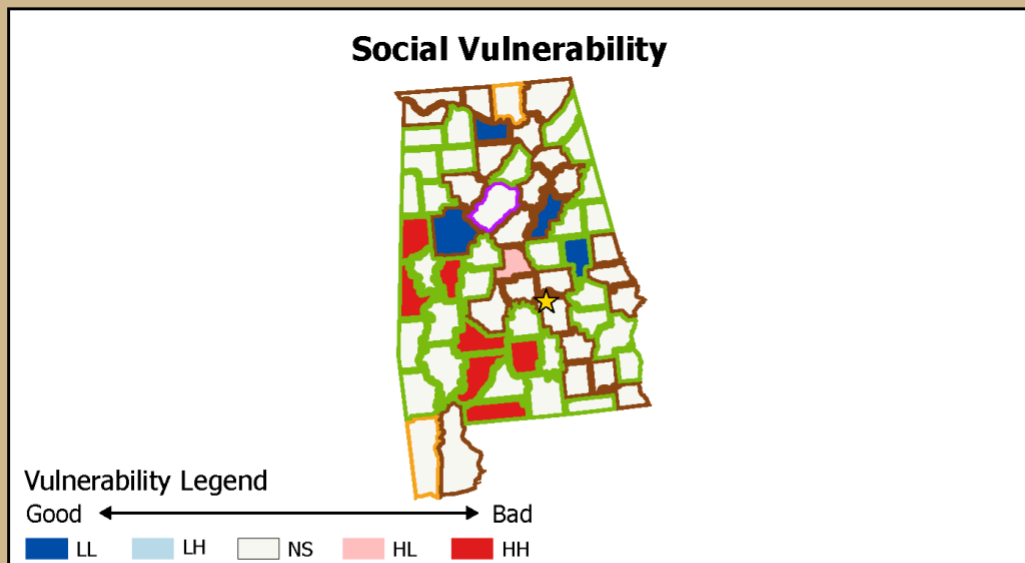 Social Vulnerability
Vulnerability Legend
Good Bad
LL LH NS HL HH